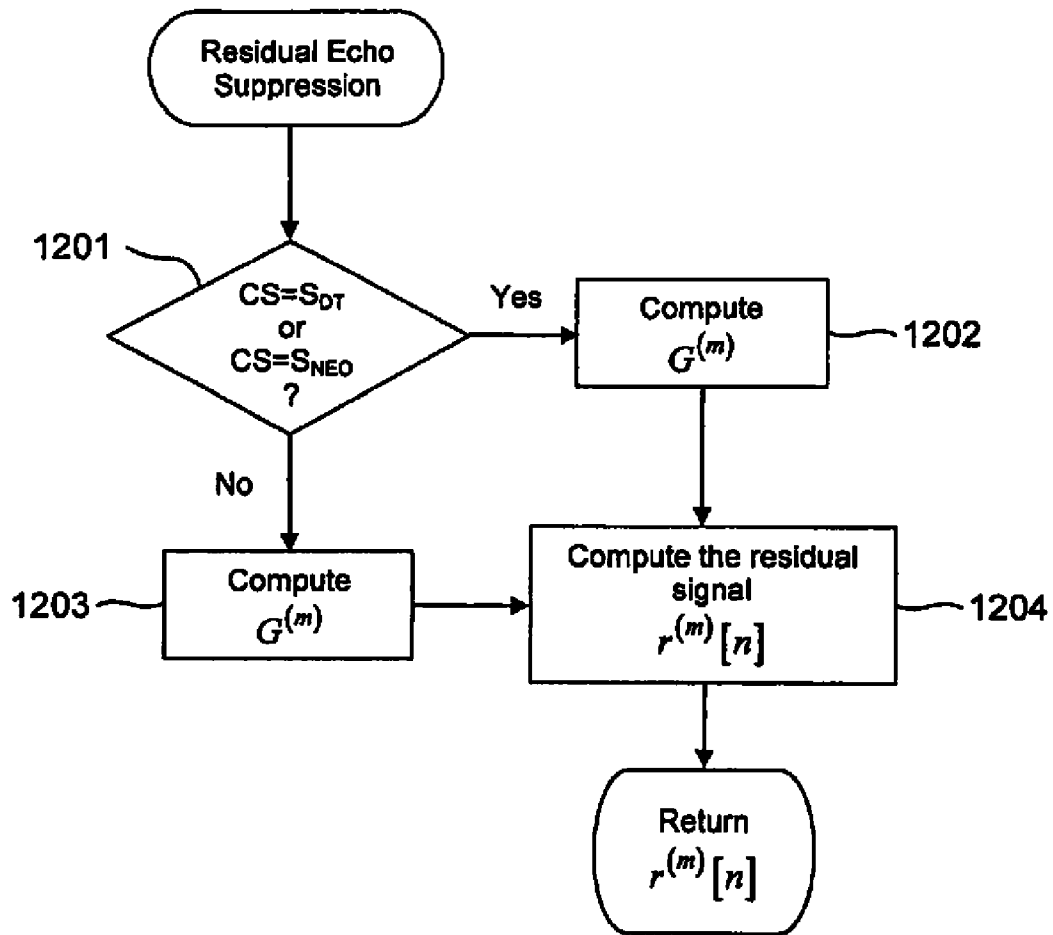 Residual Echo
Suppression
1201
CS=S_DT
or
CS=S_NEO
?
Yes
Compute
G^(m)
1202
No
Compute
G^(m)
1203
Compute the residual
signal
r^(m)[n]
1204
Return
r^(m)[n]